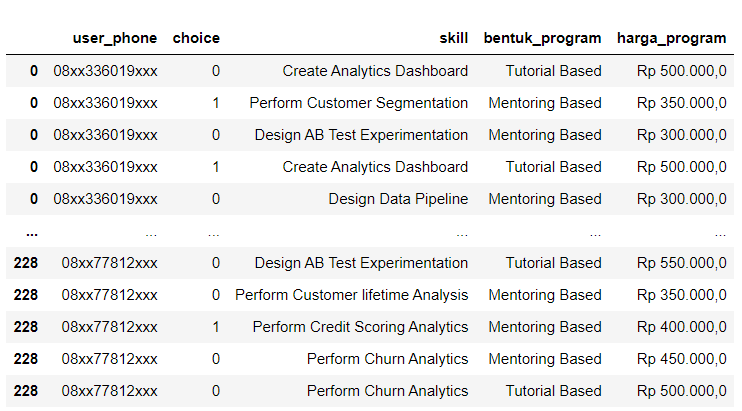 user_phone choice skill bentuk_program harga_program
0 08xx336019xxx 0 Create Analytics Dashboard Tutorial Based Rp 500.000,0
0 08xx336019xxx 1 Perform Customer Segmentation Mentoring Based Rp 350.000,0
0 08xx336019xxx 0 Design AB Test Experimentation Mentoring Based Rp 300.000,0
0 08xx336019xxx 1 Create Analytics Dashboard Tutorial Based Rp 500.000,0
0 08xx336019xxx 0 Design Data Pipeline Mentoring Based Rp 300.000,0
... ... ... ... ... ...
228 08xx77812xxx 0 Design AB Test Experimentation Tutorial Based Rp 550.000,0
228 08xx77812xxx 0 Perform Customer lifetime Analysis Mentoring Based Rp 350.000,0
228 08xx77812xxx 1 Perform Credit Scoring Analytics Mentoring Based Rp 400.000,0
228 08xx77812xxx 0 Perform Churn Analytics Mentoring Based Rp 450.000,0
228 08xx77812xxx 0 Perform Churn Analytics Tutorial Based Rp 500.000,0